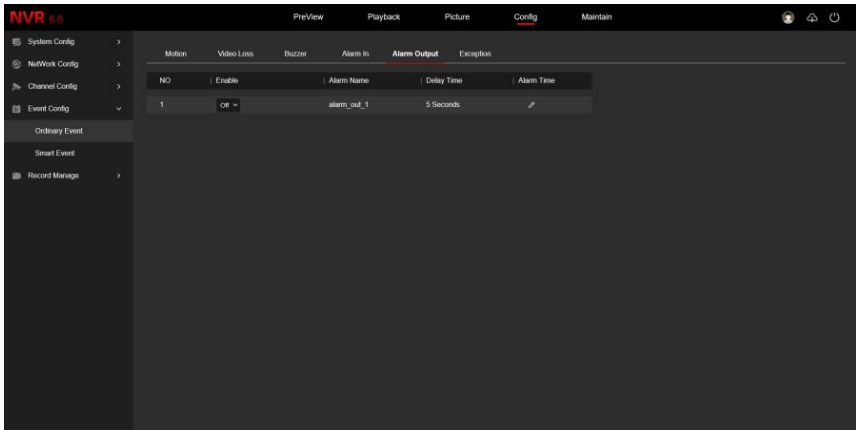 NVR 6.0 PreView Playback Picture Config Maintain
System Config
NetWork Config
Channel Config
Event Config
Ordinary Event
Smart Event
Record Manage
Motion Video Loss Buzzer Alarm In Alarm Output Exception
NO Enable Alarm Name Delay Time Alarm Time
1 Off alarm_out_1 5 Seconds